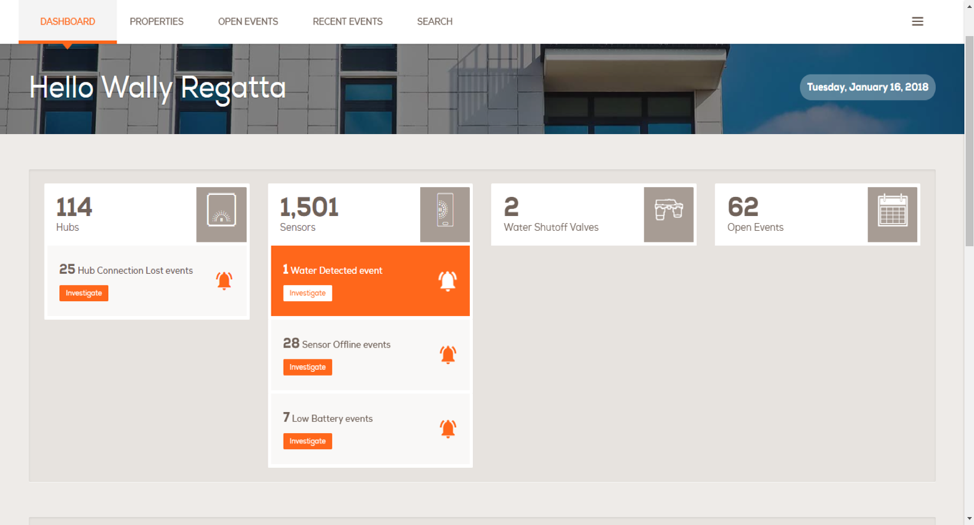 DASHBOARD PROPERTIES OPEN EVENTS RECENT EVENTS SEARCH
Hello Wally Regatta
Tuesday, January 16, 2018
114
Hubs
25 Hub Connection Lost events
Investigate
1,501
Sensors
1 Water Detected event
Investigate
28 Sensor Offline events
Investigate
7 Low Battery events
Investigate
2
Water Shutoff Valves
62
Open Events